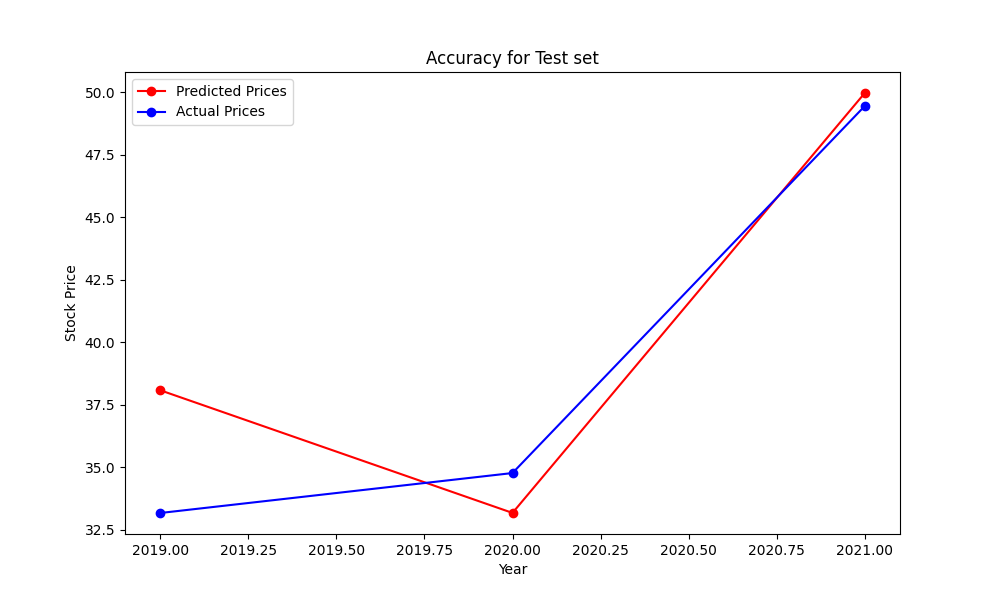 Accuracy for Test set
Predicted Prices
Actual Prices
50.0
47.5
45.0
42.5
40.0
37.5
35.0
32.5
Stock Price
2019.00 2019.25 2019.50 2019.75 2020.00 2020.25 2020.50 2020.75 2021.00
Year